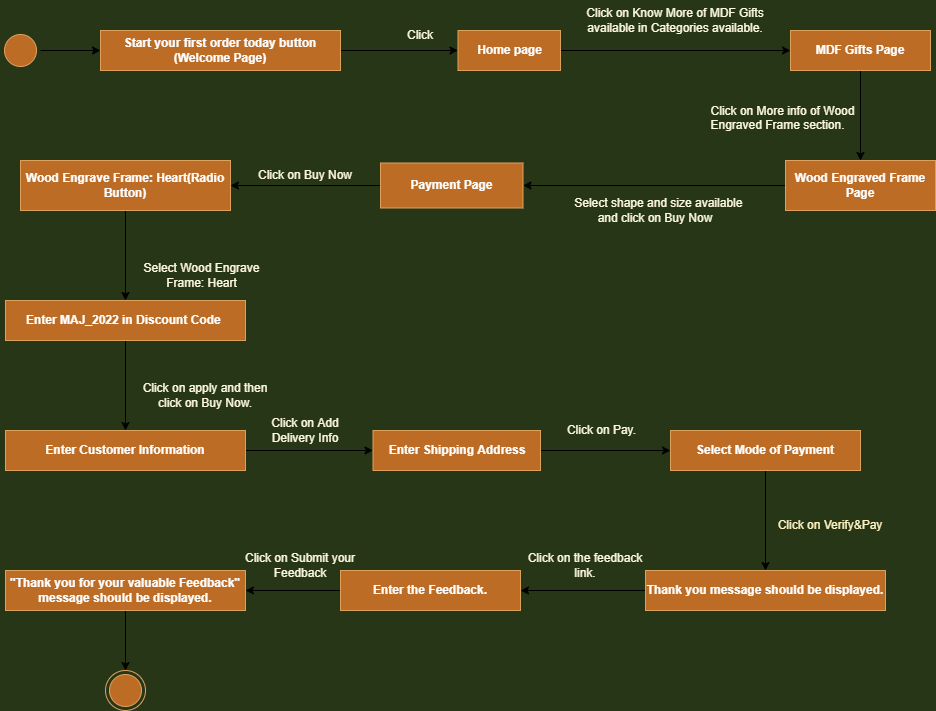 Click on Know More of MDF Gifts
available in Categories available.
Start your first order today button
(Welcome Page)
Click
Home page
MDF Gifts Page
Click on More info of Wood
Engraved Frame section.
Wood Engrave Frame: Heart(Radio
Button)
Click on Buy Now
Payment Page
Select shape and size available
and click on Buy Now
Wood Engraved Frame
Page
Select Wood Engrave
Frame: Heart
Enter MAJ_2022 in Discount Code
Click on apply and then
click on Buy Now.
Enter Customer Information
Click on Add
Delivery Info
Enter Shipping Address
Click on Pay.
Select Mode of Payment
Click on Verify&Pay
"Thank you for your valuable Feedback"
message should be displayed.
Click on Submit your
Feedback
Enter the Feedback.
Click on the feedback
link.
Thank you message should be displayed.